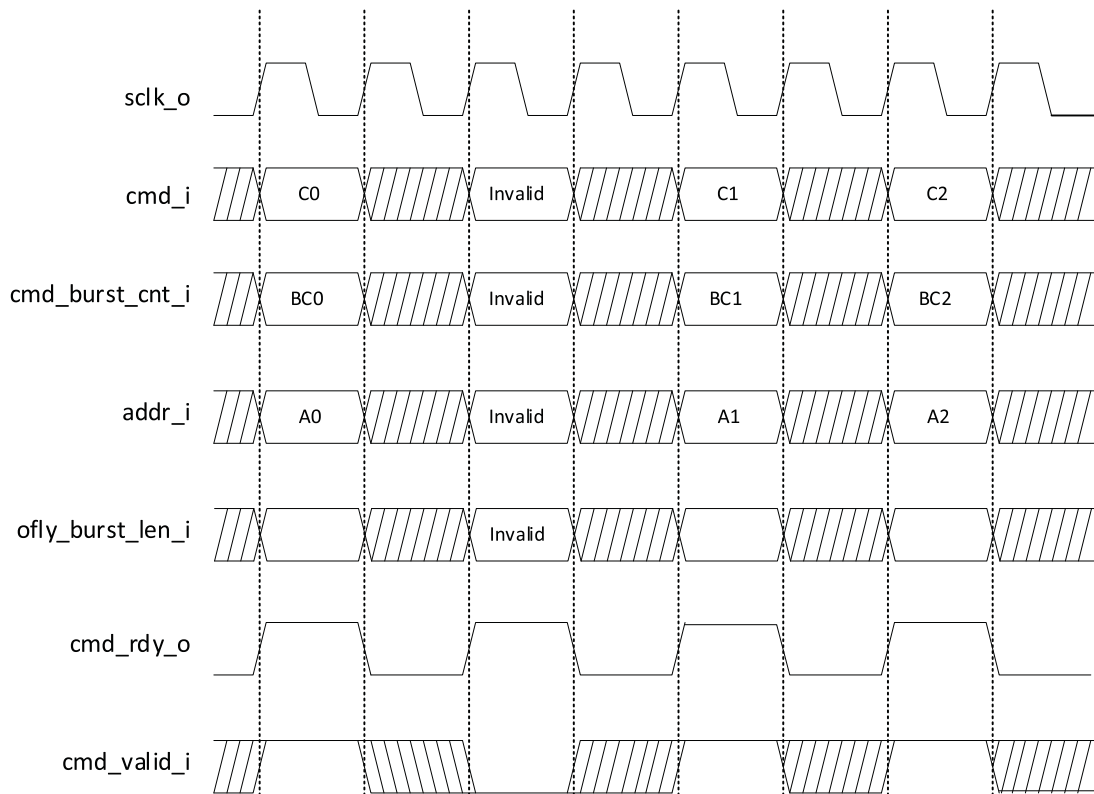 sclk_o
cmd_i C0 Invalid C1 C2
cmd_burst_cnt_i BC0 Invalid BC1 BC2
addr_i A0 Invalid A1 A2
ofly_burst_len_i Invalid
cmd_rdy_o
cmd_valid_i